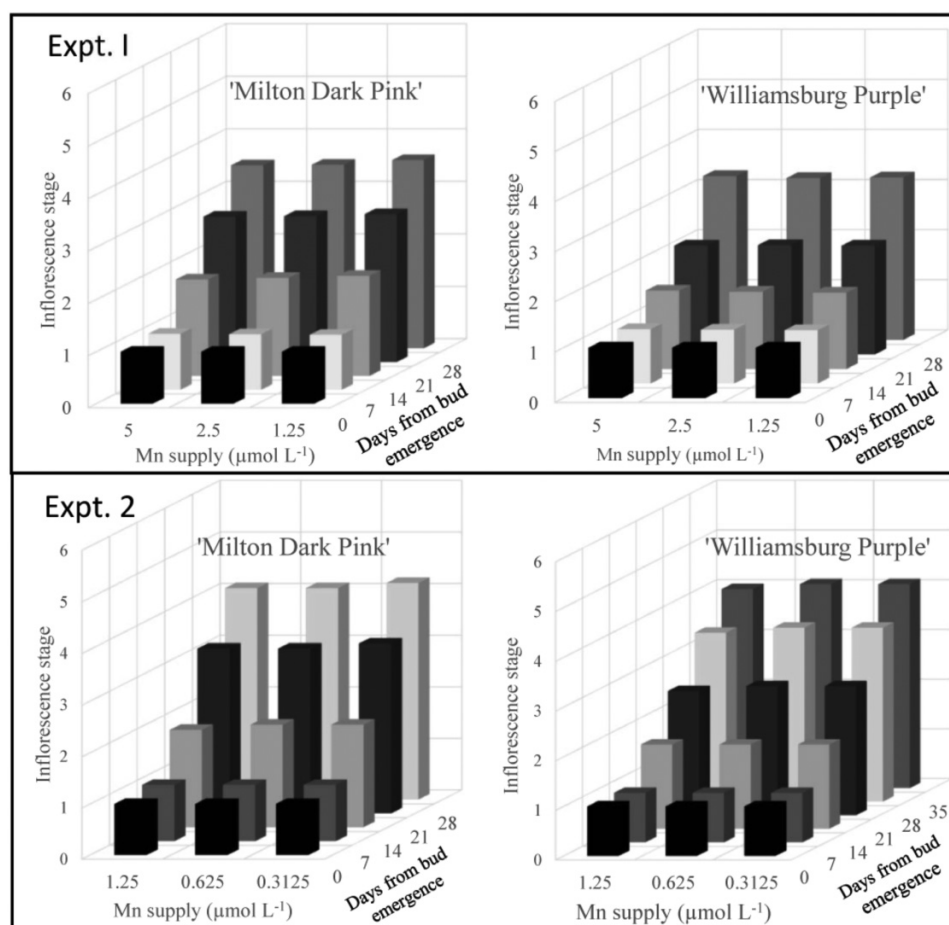 Expt. I
'Milton Dark Pink'
Inflorescence stage
6
5
4
3
2
1
0
5 2.5 1.25
Mn supply (µmol L⁻¹)
0 7 14 21 28
Days from bud
emergence
'Williamsburg Purple'
Inflorescence stage
6
5
4
3
2
1
0
5 2.5 1.25
Mn supply (µmol L⁻¹)
0 7 14 21 28
Days from bud
emergence
Expt. 2
'Milton Dark Pink'
Inflorescence stage
6
5
4
3
2
1
0
1.25 0.625 0.3125
Mn supply (µmol L⁻¹)
0 7 14 21 28
Days from bud
emergence
'Williamsburg Purple'
Inflorescence stage
6
5
4
3
2
1
0
1.25 0.625 0.3125
Mn supply (µmol L⁻¹)
0 7 14 21 28 35
Days from bud
emergence